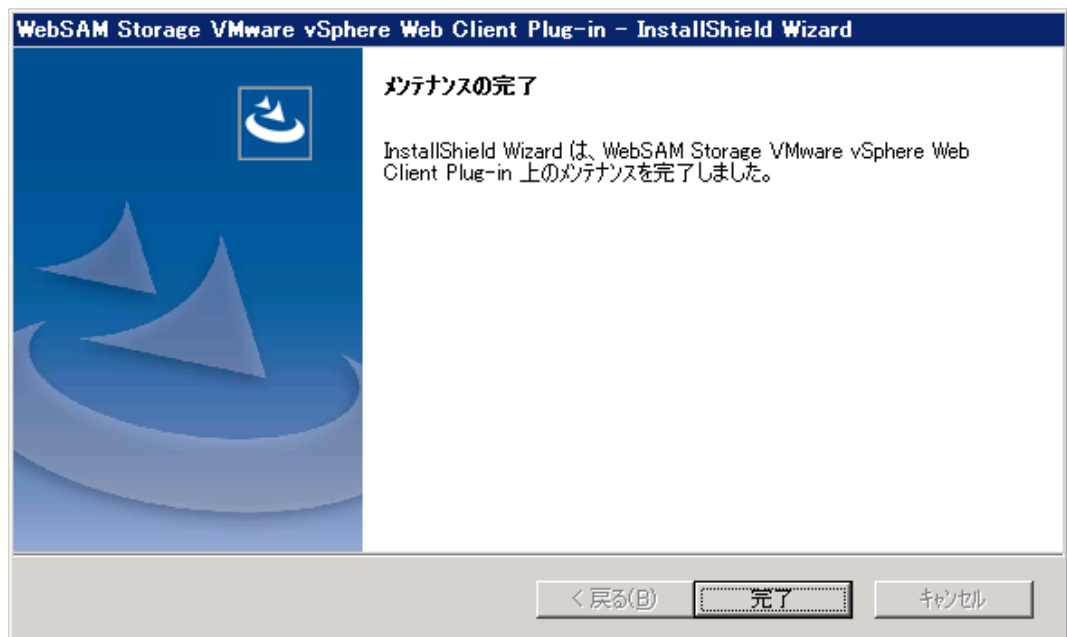 WebSAM Storage VMware vSphere Web Client Plug-in - InstallShield Wizard
メンテナンスの完了
InstallShield Wizard は、WebSAM Storage VMware vSphere Web
Client Plug-in 上のメンテナンスを完了しました。
< 戻る(B)
完了
キャンセル